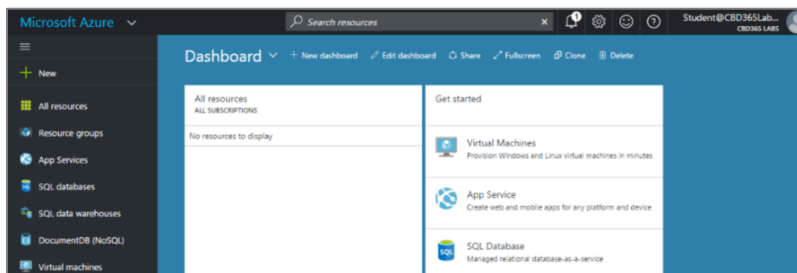 Microsoft Azure
Search resources
1
Student@CBD365Lab...
CBD365 LABS
Dashboard
New dashboard
Edit dashboard
Share
Fullscreen
Clone
Delete
New
All resources
Resource groups
App Services
SQL databases
SQL data warehouses
DocumentDB (NoSQL)
Virtual machines
All resources
ALL SUBSCRIPTIONS
No resources to display
Get started
Virtual Machines
Provision Windows and Linux virtual machines in minutes
App Service
Create web and mobile apps for any platform and device
SQL
SQL Database
Managed relational database-as-a-service